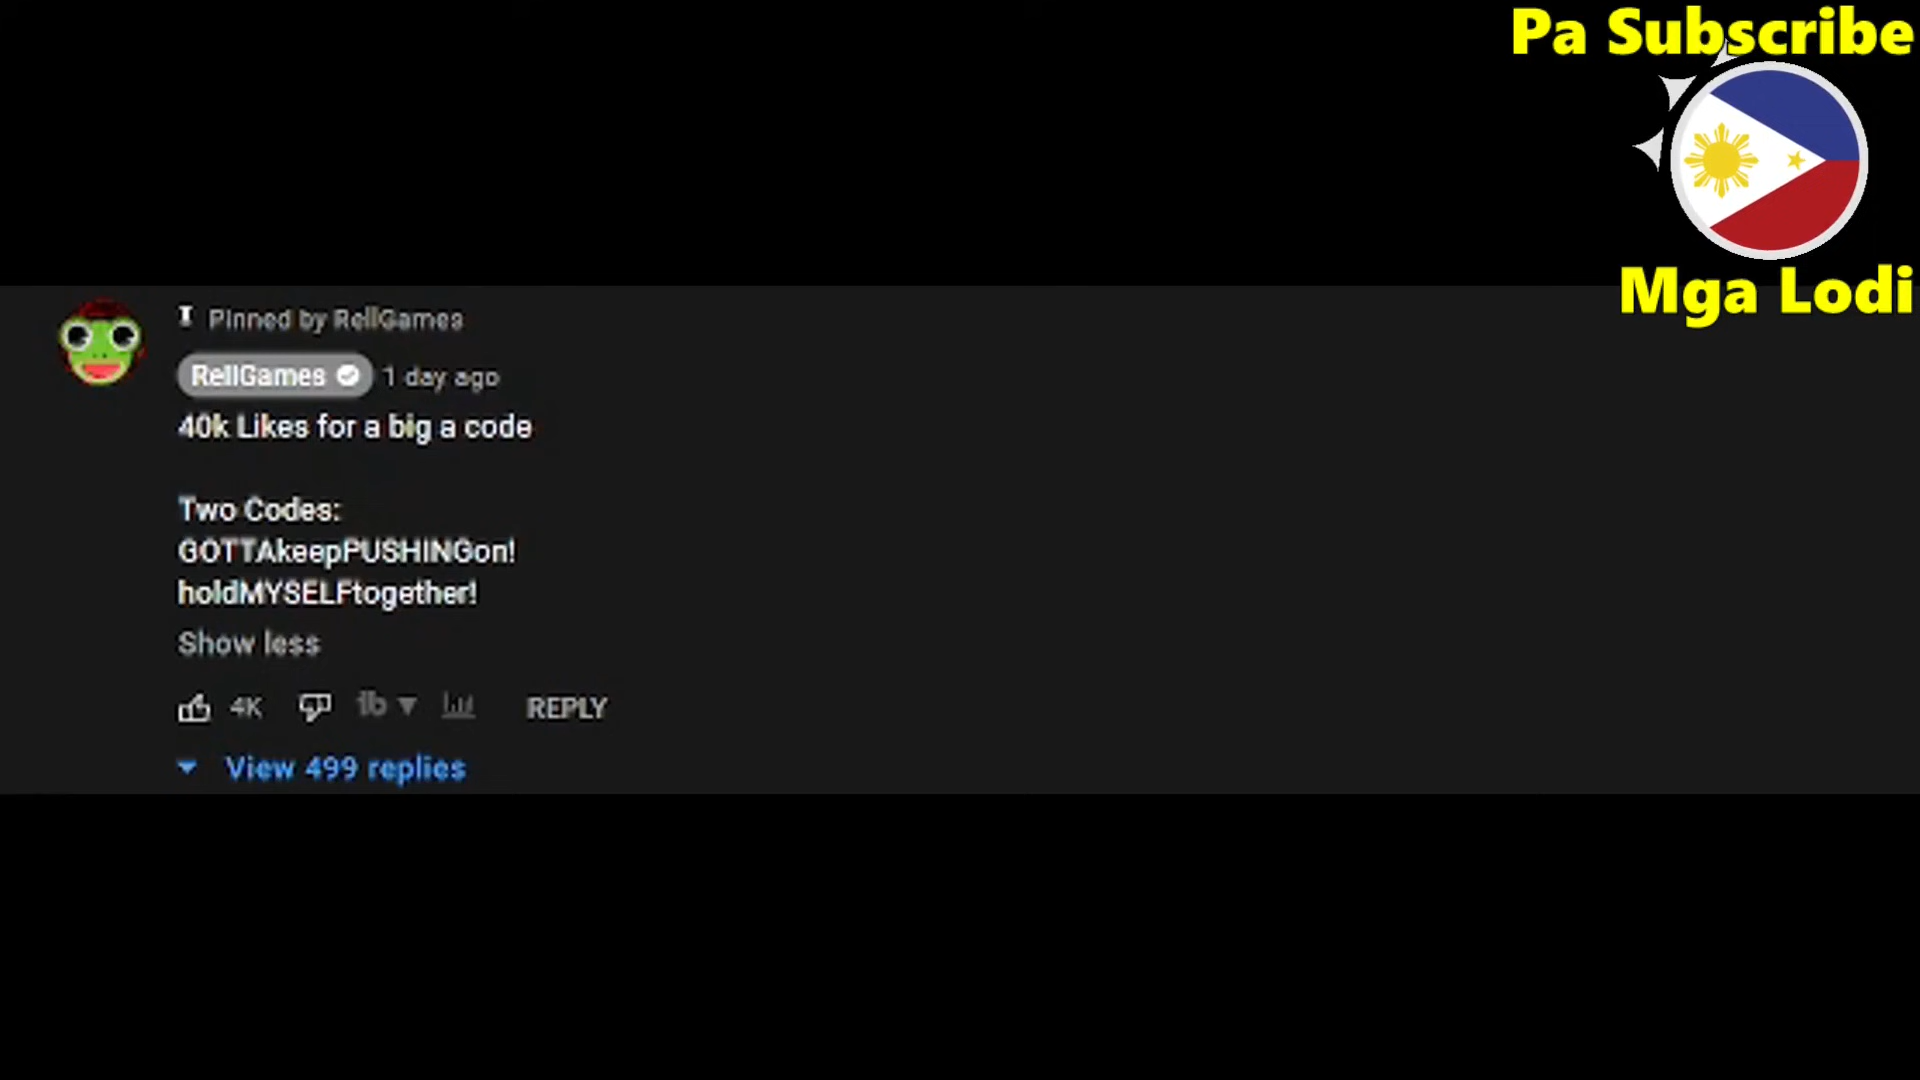 Pa Subscribe
Mga Lodi
Pinned by RellGames
RellGames
1 day ago
40k Likes for a big a code
Two Codes:
GOTTAkeepPUSHINGon!
holdMYSELFtogether!
Show less
4K
REPLY
View 499 replies